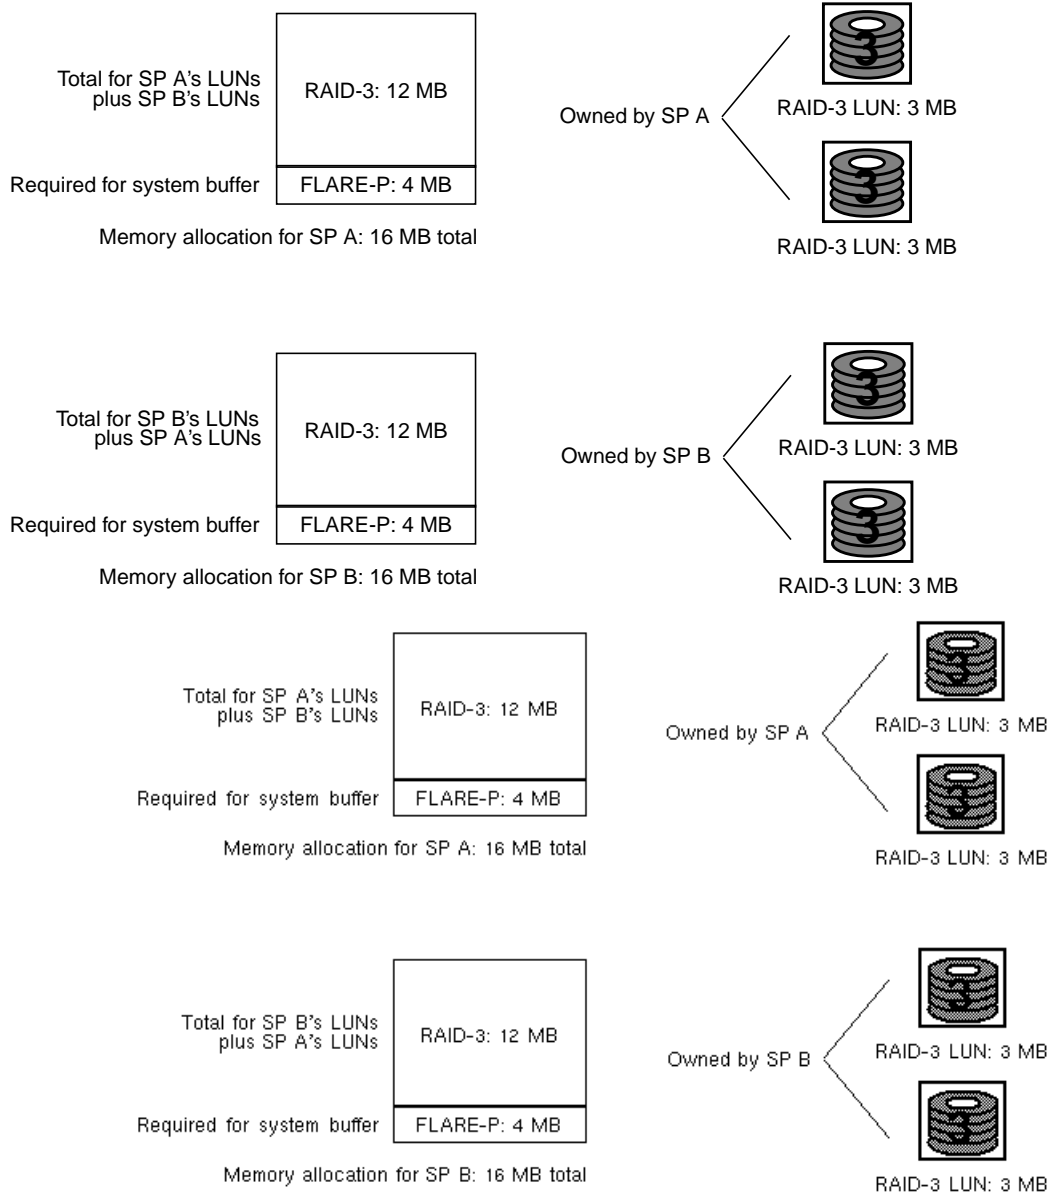 Total for SP A's LUNs
plus SP B's LUNs
RAID-3: 12 MB
Required for system buffer
FLARE-P: 4 MB
Memory allocation for SP A: 16 MB total
Owned by SP A
3
RAID-3 LUN: 3 MB
3
RAID-3 LUN: 3 MB
Total for SP B's LUNs
plus SP A's LUNs
RAID-3: 12 MB
Required for system buffer
FLARE-P: 4 MB
Memory allocation for SP B: 16 MB total
Owned by SP B
3
RAID-3 LUN: 3 MB
3
RAID-3 LUN: 3 MB
Total for SP A's LUNs
plus SP B's LUNs
RAID-3: 12 MB
Required for system buffer
FLARE-P: 4 MB
Memory allocation for SP A: 16 MB total
Owned by SP A
3
RAID-3 LUN: 3 MB
3
RAID-3 LUN: 3 MB
Total for SP B's LUNs
plus SP A's LUNs
RAID-3: 12 MB
Required for system buffer
FLARE-P: 4 MB
Memory allocation for SP B: 16 MB total
Owned by SP B
3
RAID-3 LUN: 3 MB
3
RAID-3 LUN: 3 MB